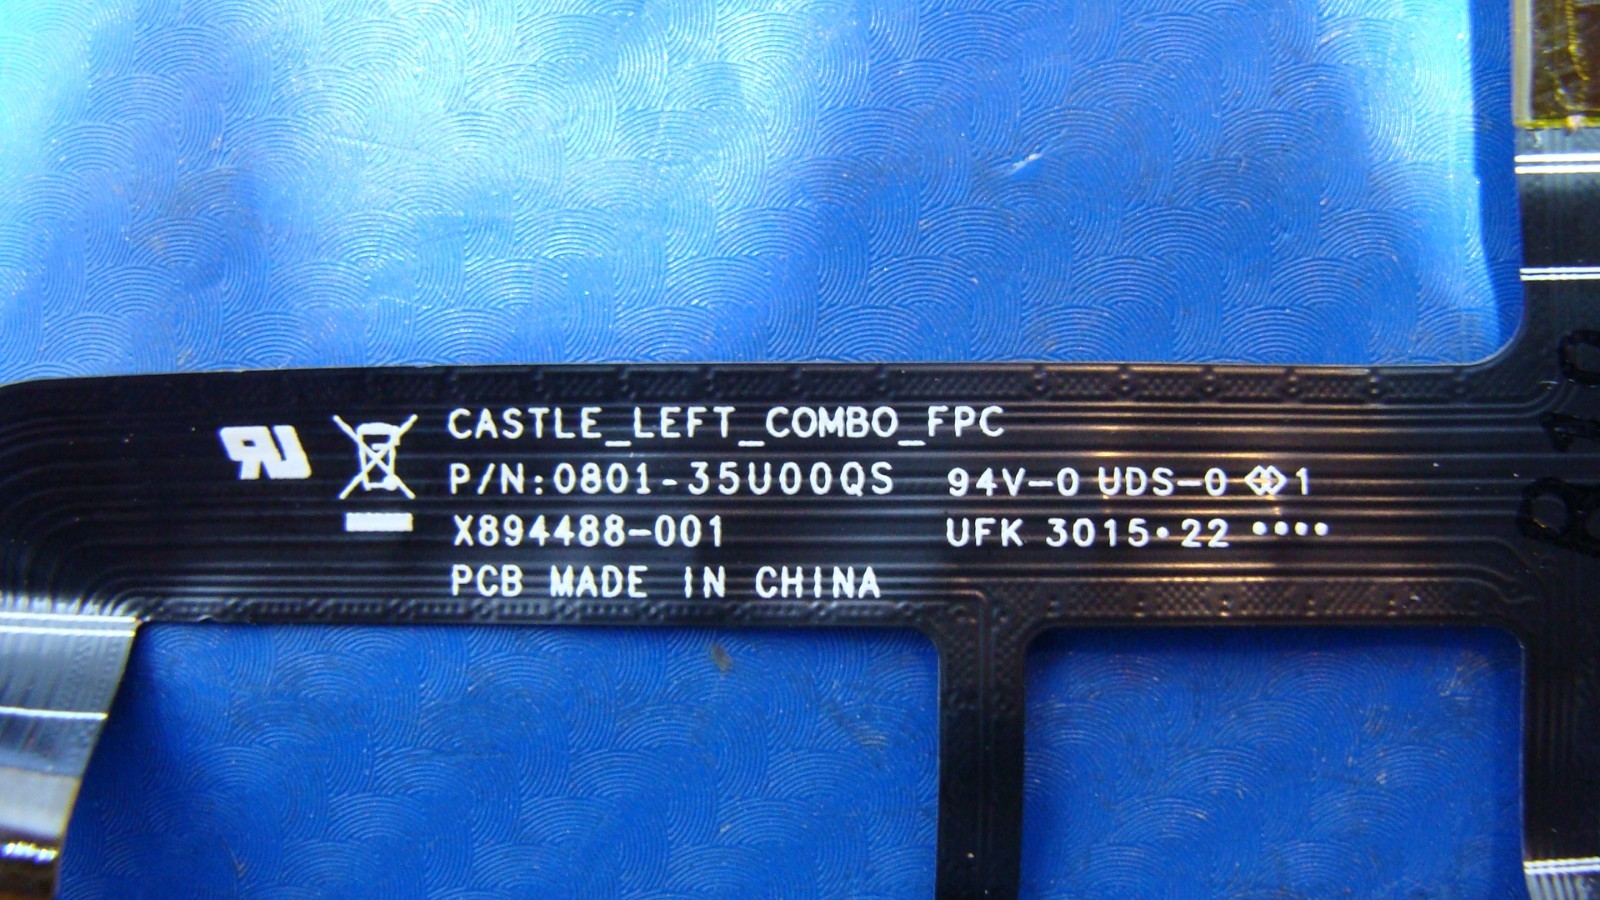 CASTLE_LEFT_COMBO_FPC
P/N:0801-35U00QS 94V-0 UDS-0 1
X894488-001 UFK 3015•22 ••••
PCB MADE IN CHINA